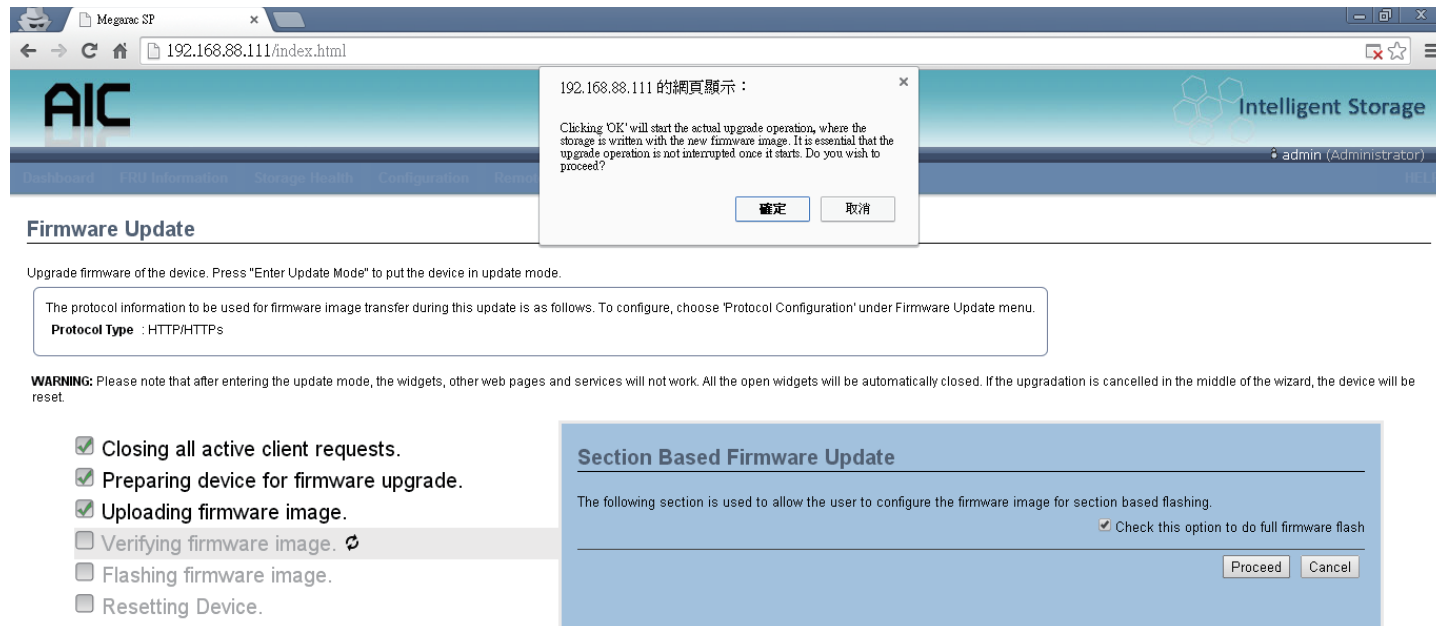 Megarac SP
192.168.88.111/index.html
AIC
Intelligent Storage
admin (Administrator)
Dashboard FRU Information Storage Health Configuration Remo
HELP
192.168.88.111 的網頁顯示：
Clicking 'OK' will start the actual upgrade operation, where the
storage is written with the new firmware image. It is essential that the
upgrade operation is not interrupted once it starts. Do you wish to
proceed?
確定 取消
Firmware Update
Upgrade firmware of the device. Press "Enter Update Mode" to put the device in update mode.
The protocol information to be used for firmware image transfer during this update is as follows. To configure, choose 'Protocol Configuration' under Firmware Update menu.
Protocol Type : HTTP/HTTPs
WARNING: Please note that after entering the update mode, the widgets, other web pages and services will not work. All the open widgets will be automatically closed. If the upgradation is cancelled in the middle of the wizard, the device will be
reset.
Closing all active client requests.
Preparing device for firmware upgrade.
Uploading firmware image.
Verifying firmware image.
Flashing firmware image.
Resetting Device.
Section Based Firmware Update
The following section is used to allow the user to configure the firmware image for section based flashing.
Check this option to do full firmware flash
Proceed Cancel